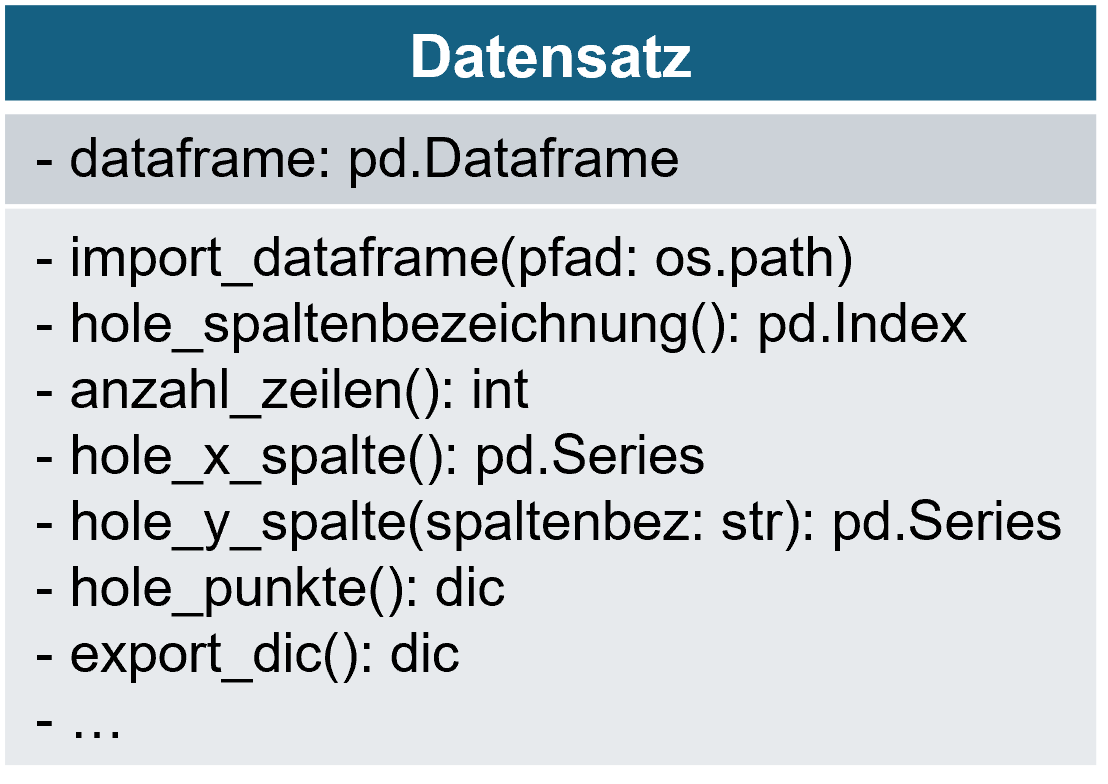 Datensatz
- dataframe: pd.Dataframe
- import_dataframe(pfad: os.path)
- hole_spaltenbezeichnung(): pd.Index
- anzahl_zeilen(): int
- hole_x_spalte(): pd.Series
- hole_y_spalte(spaltenbez: str): pd.Series
- hole_punkte(): dic
- export_dic(): dic
- …